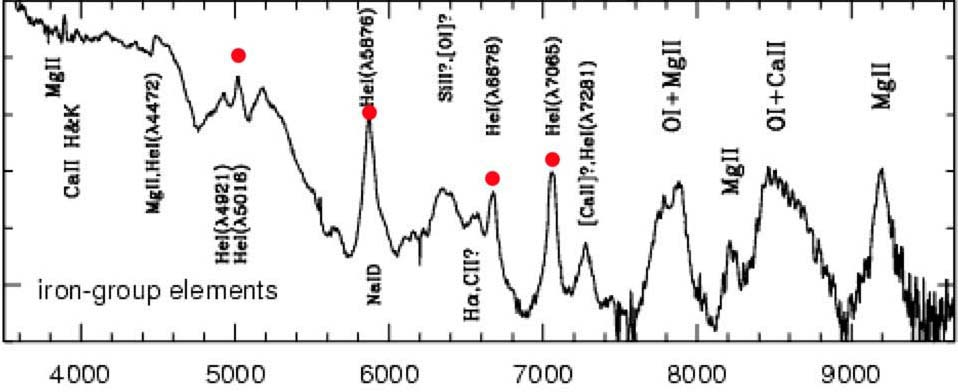 MgII
CaII H&K
MgII,HeI(λ4472)
HeI(λ4921)
HeI(λ5016)
HeI(λ5876)
NaID
SiII?,[OI]?
Hα,CII?
HeI(λ6678)
HeI(λ7065)
[CaII]?,HeI(λ7281)
OI+MgII
MgII
OI+CaII
MgII
iron-group elements
4000 5000 6000 7000 8000 9000